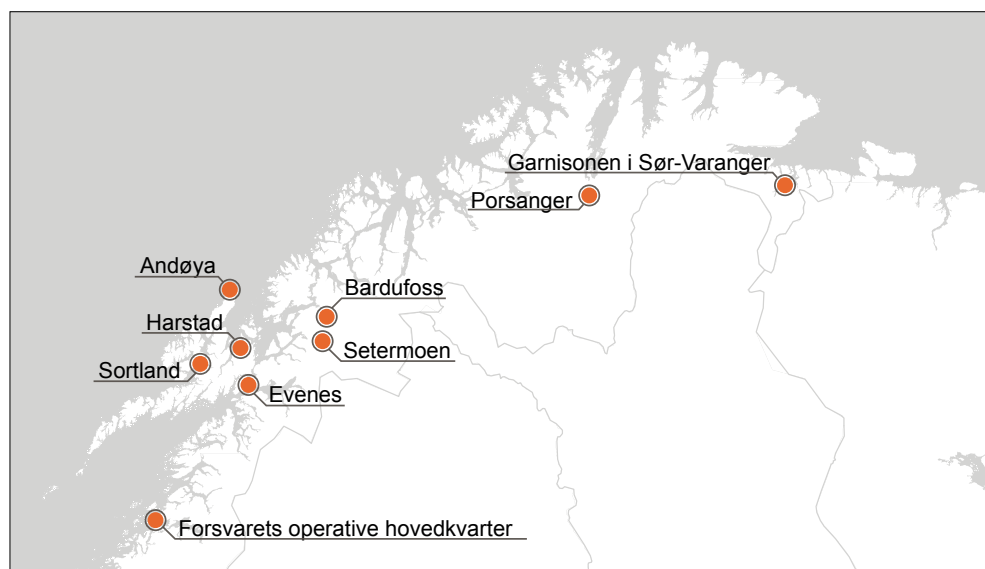 Garnisonen i Sør-Varanger
Porsanger
Andøya
Bardufoss
Harstad
Setermoen
Sortland
Evenes
Forsvarets operative hovedkvarter